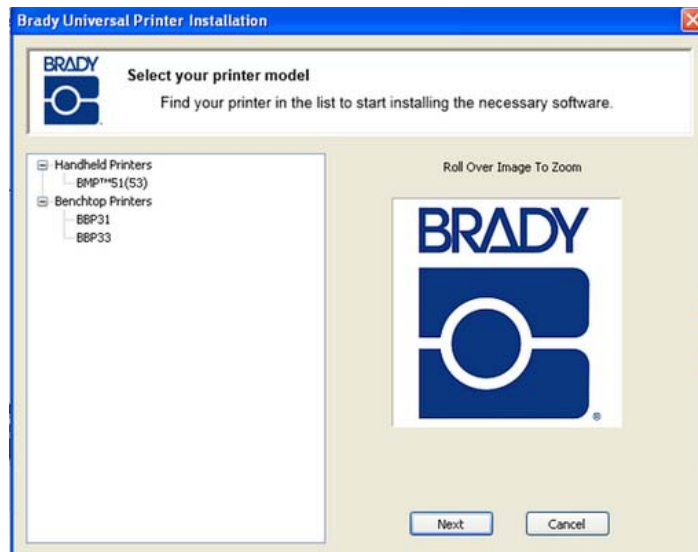 Brady Universal Printer Installation
BRADY
Select your printer model
Find your printer in the list to start installing the necessary software.
Handheld Printers
BMP™51(53)
Benchtop Printers
BBP31
BBP33
Roll Over Image To Zoom
BRADY
®
Next
Cancel